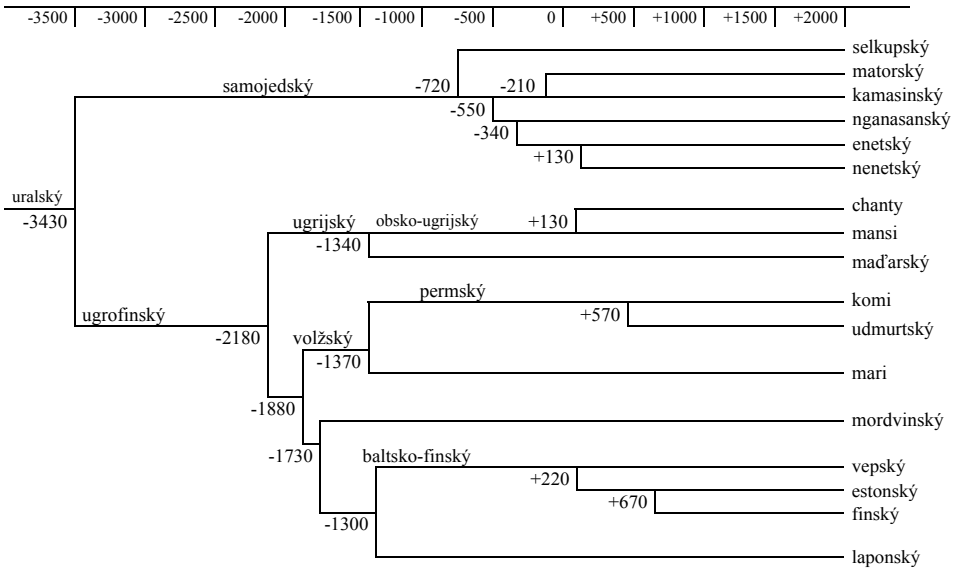 -3500 -3000 -2500 -2000 -1500 -1000 -500 0 +500 +1000 +1500 +2000
selkupský
matorský
samojedský -720 -210
kamasinský
-550
nganasanský
-340
enetský
+130
nenetský
uralský
-3430
chanty
ugrijský obsko-ugrijský +130
mansi
-1340
maďarský
permský
komi
ugrofinský
+570
udmurtský
-2180
volžský
-1370
mari
-1880
mordvinský
-1730
baltsko-finský
vepský
+220
estonský
+670
finský
-1300
laponský